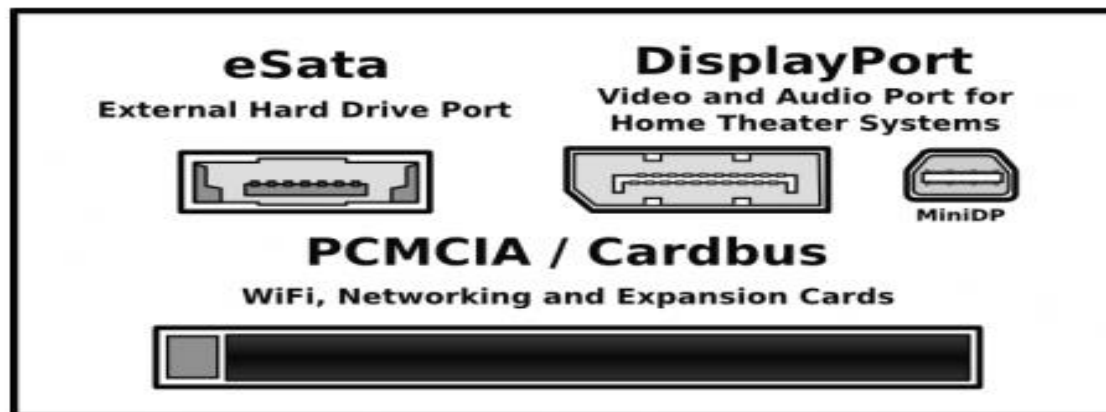 eSata
External Hard Drive Port
DisplayPort
Video and Audio Port for
Home Theater Systems
MiniDP
PCMCIA / Cardbus
WiFi, Networking and Expansion Cards